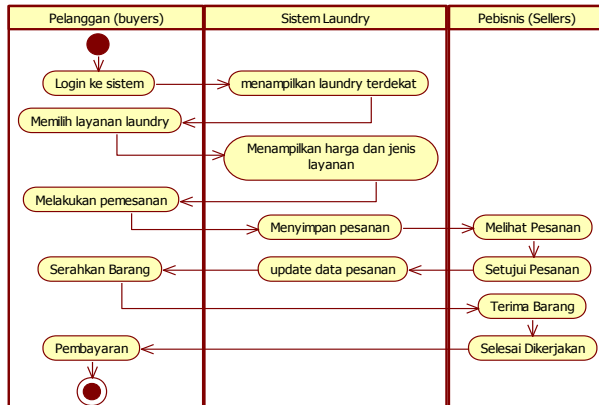 Pelanggan (buyers)
Sistem Laundry
Pebisnis (Sellers)
Login ke sistem
menampilkan laundry terdekat
Memilih layanan laundry
Menampilkan harga dan jenis
layanan
Melakukan pemesanan
Menyimpan pesanan
Melihat Pesanan
Serahkan Barang
update data pesanan
Setujui Pesanan
Terima Barang
Pembayaran
Selesai Dikerjakan